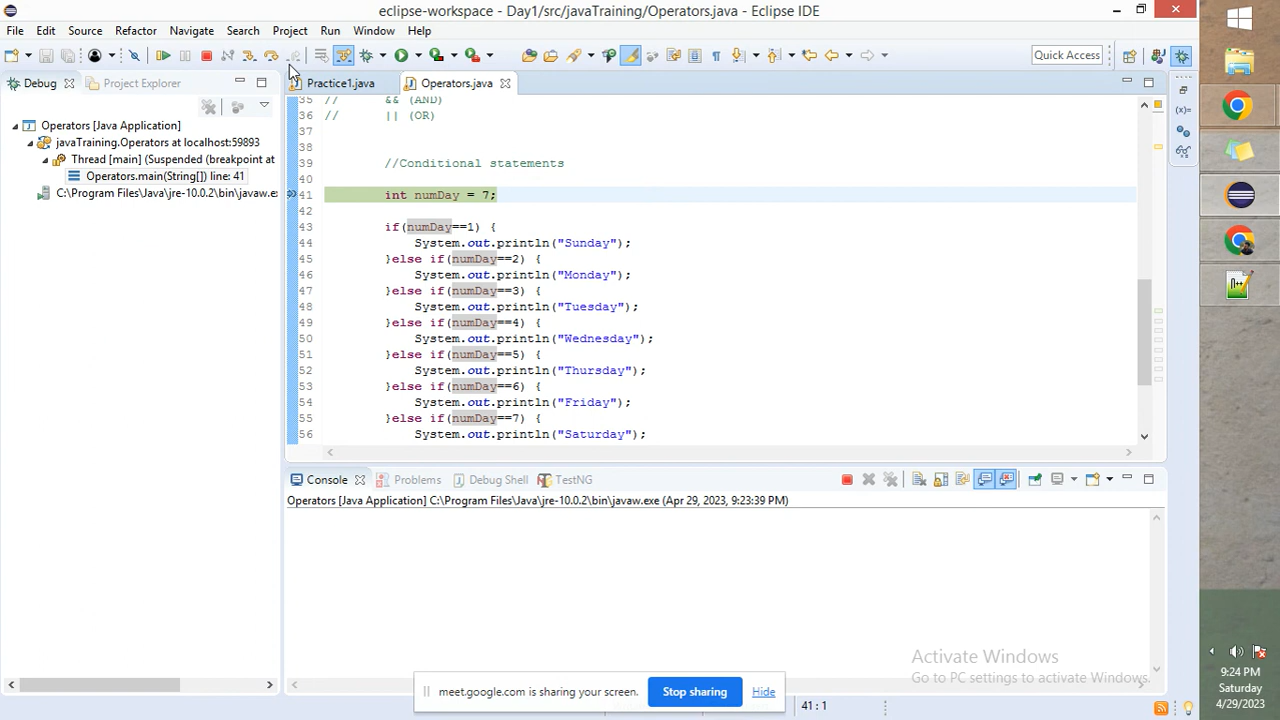 eclipse-workspace - Day1/src/javaTraining/Operators.java - Eclipse IDE
File Edit Source Refactor Navigate Search Project Run Window Help
Quick Access
Debug Project Explorer
Practice1.java Operators.java
Operators [Java Application]
javaTraining.Operators at localhost:59893
Thread [main] (Suspended (breakpoint at
Operators.main(String[]) line: 41
C:\Program Files\Java\jre-10.0.2\bin\javaw.exe
35 // && (AND)
36 // || (OR)
37
38
39 //Conditional statements
40
41 int numDay = 7;
42
43 if(numDay==1) {
44 System.out.println("Sunday");
45 }else if(numDay==2) {
46 System.out.println("Monday");
47 }else if(numDay==3) {
48 System.out.println("Tuesday");
49 }else if(numDay==4) {
50 System.out.println("Wednesday");
51 }else if(numDay==5) {
52 System.out.println("Thursday");
53 }else if(numDay==6) {
54 System.out.println("Friday");
55 }else if(numDay==7) {
56 System.out.println("Saturday");
Console Problems Debug Shell TestNG
Operators [Java Application] C:\Program Files\Java\jre-10.0.2\bin\javaw.exe (Apr 29, 2023, 9:23:39 PM)
Activate Windows
Go to PC settings to activate Windows.
meet.google.com is sharing your screen. Stop sharing Hide
41 : 1
9:24 PM
Saturday
4/29/2023